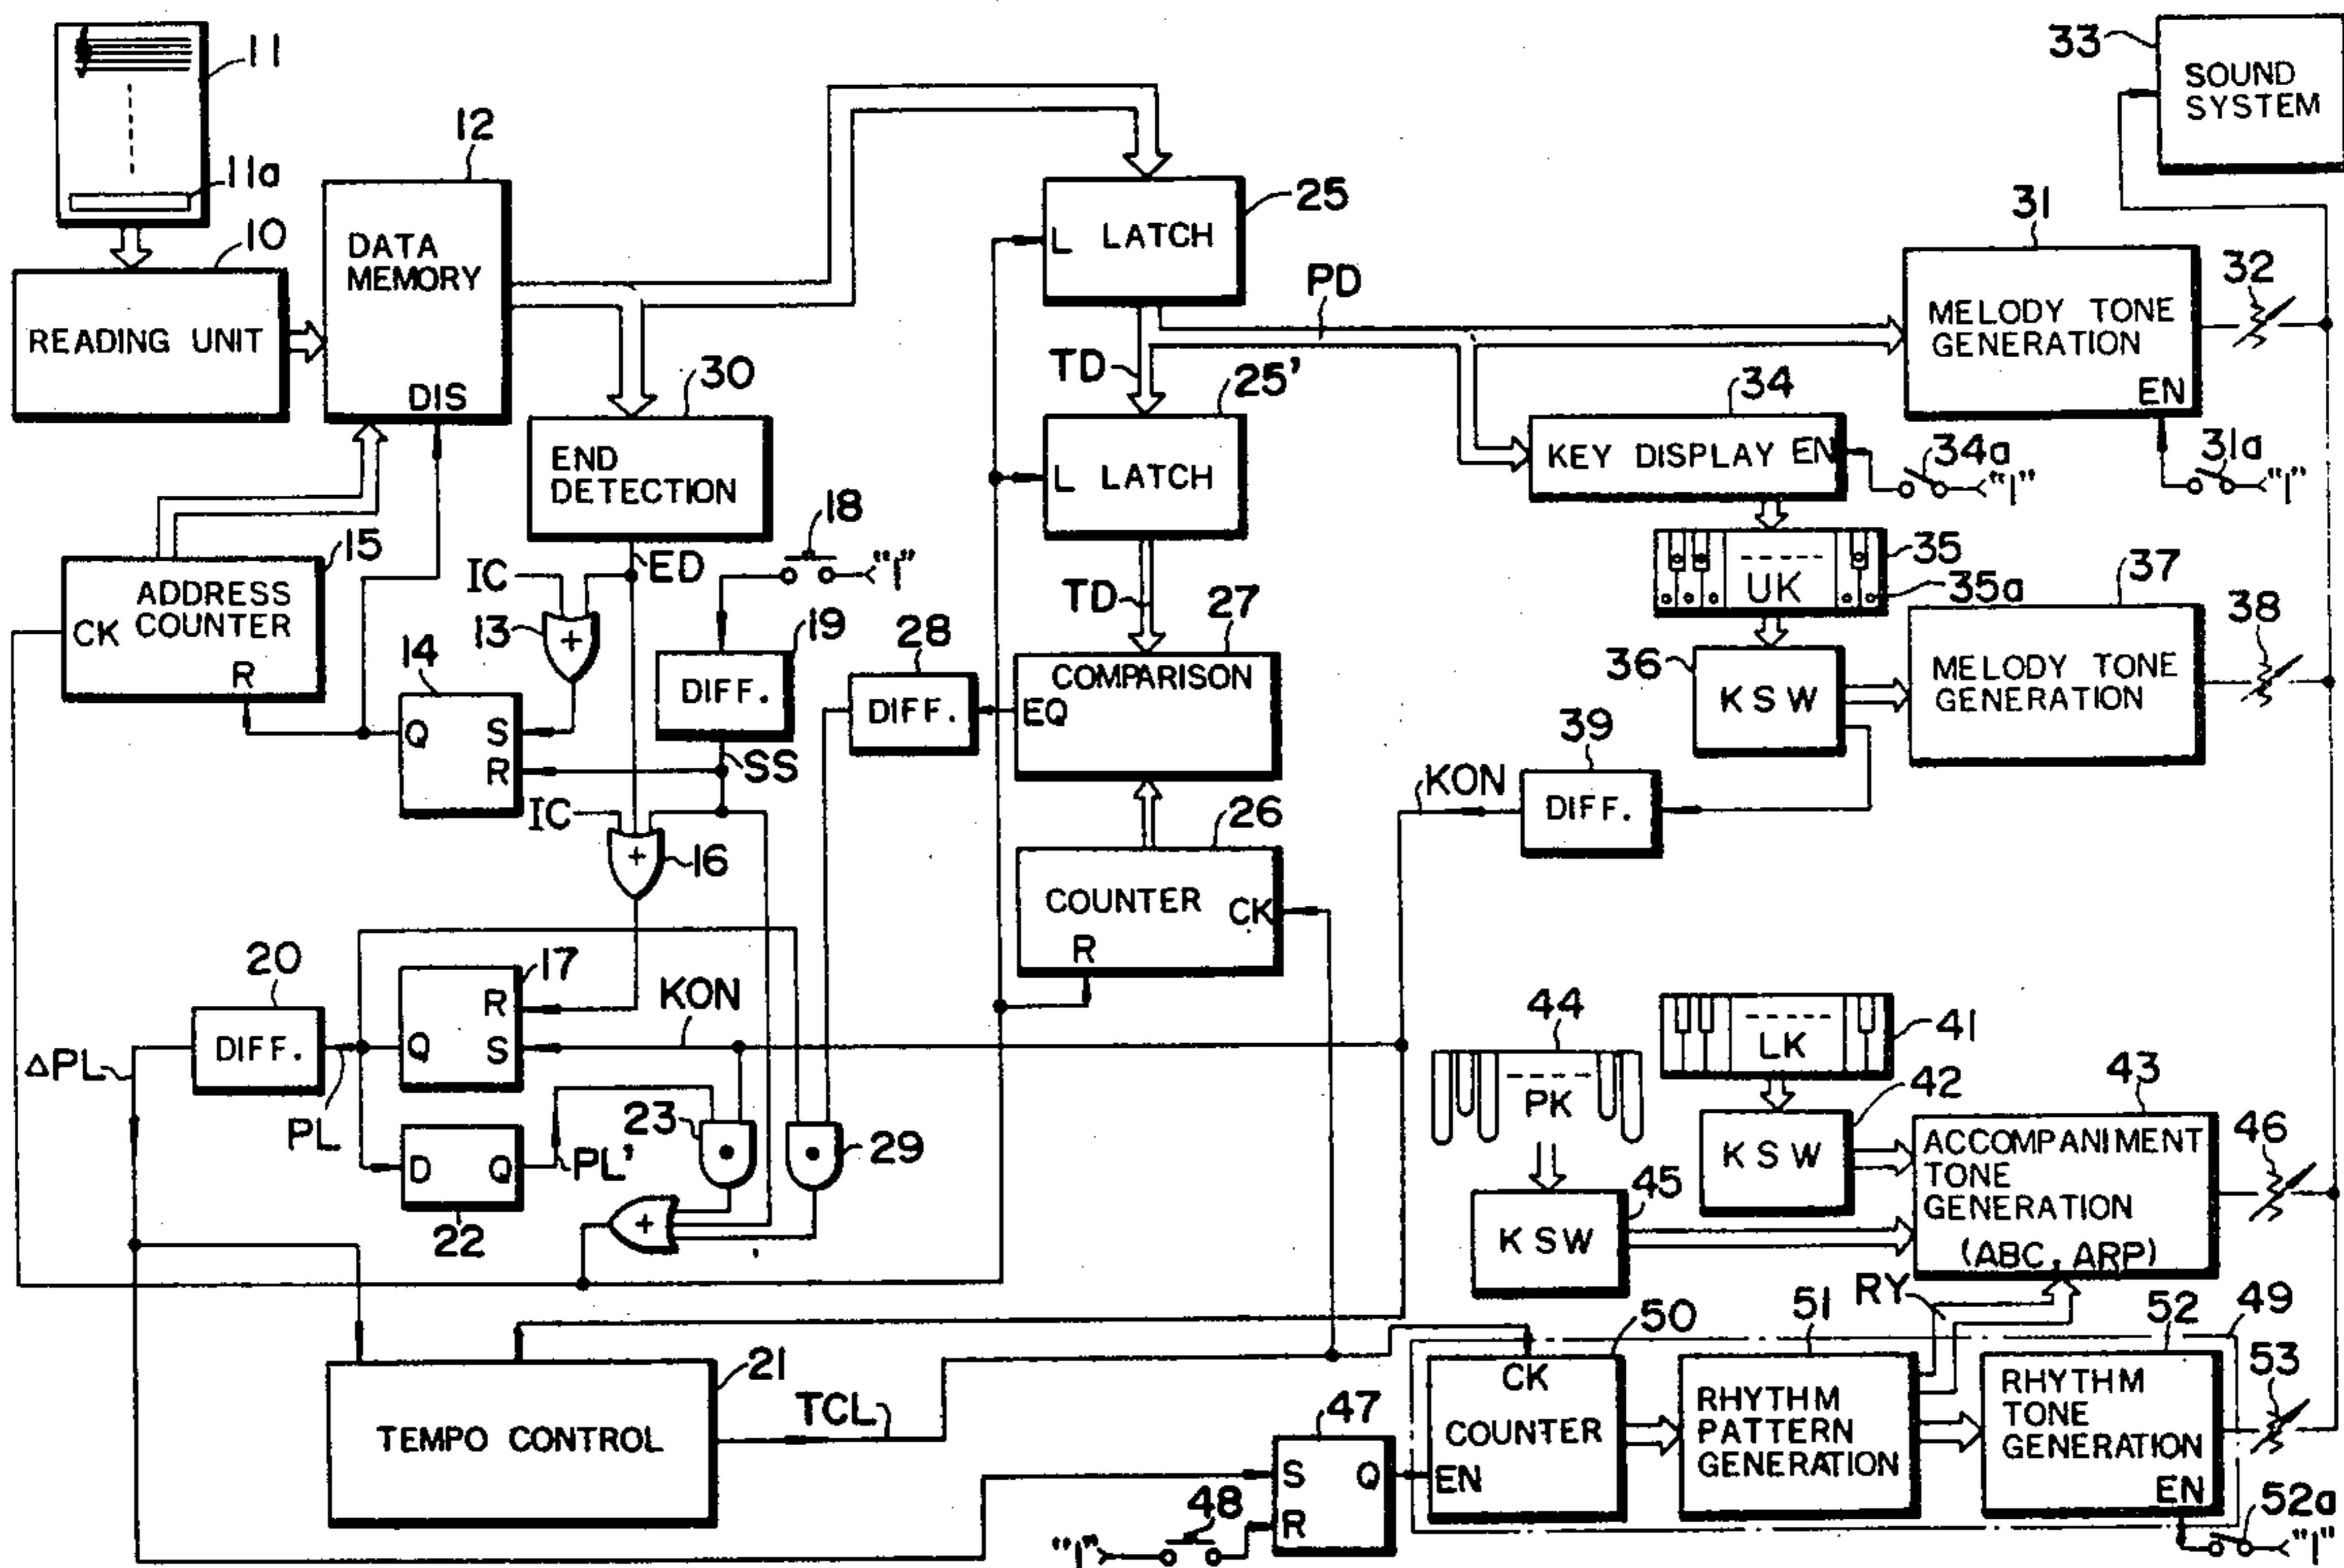 11
11a
10
READING UNIT
12
DATA
MEMORY
DIS
15
ADDRESS
COUNTER
CK
R
30
END
DETECTION
ED
IC
13
14
Q
S
R
18
"1"
19
DIFF.
SS
IC
16
28
DIFF.
25
L LATCH
PD
TD
25'
L LATCH
TD
27
COMPARISON
EQ
26
COUNTER
CK
R
33
SOUND
SYSTEM
31
MELODY TONE
GENERATION
EN
32
31a
"1"
34
KEY DISPLAY EN
34a
"1"
35
UK
35a
36
KSW
37
MELODY TONE
GENERATION
38
39
DIFF.
KON
20
DIFF.
ΔPL
PL
17
R
Q
S
KON
22
D Q
PL'
23
29
44
PK
45
KSW
41
LK
42
KSW
43
ACCOMPANIMENT
TONE
GENERATION
(ABC, ARP)
46
RY
21
TEMPO CONTROL
TCL
47
S Q
R
48
"1"
49
50
CK
COUNTER
EN
51
RHYTHM
PATTERN
GENERATION
52
RHYTHM
TONE
GENERATION
EN
53
52a
"1"